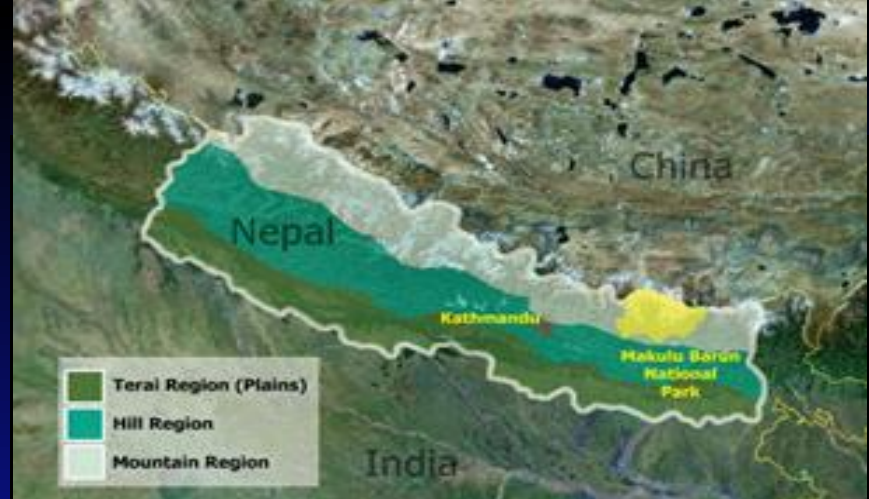 China
Nepal
Kathmandu
Makulu Barun
National
Park
Terai Region (Plains)
Hill Region
Mountain Region
India